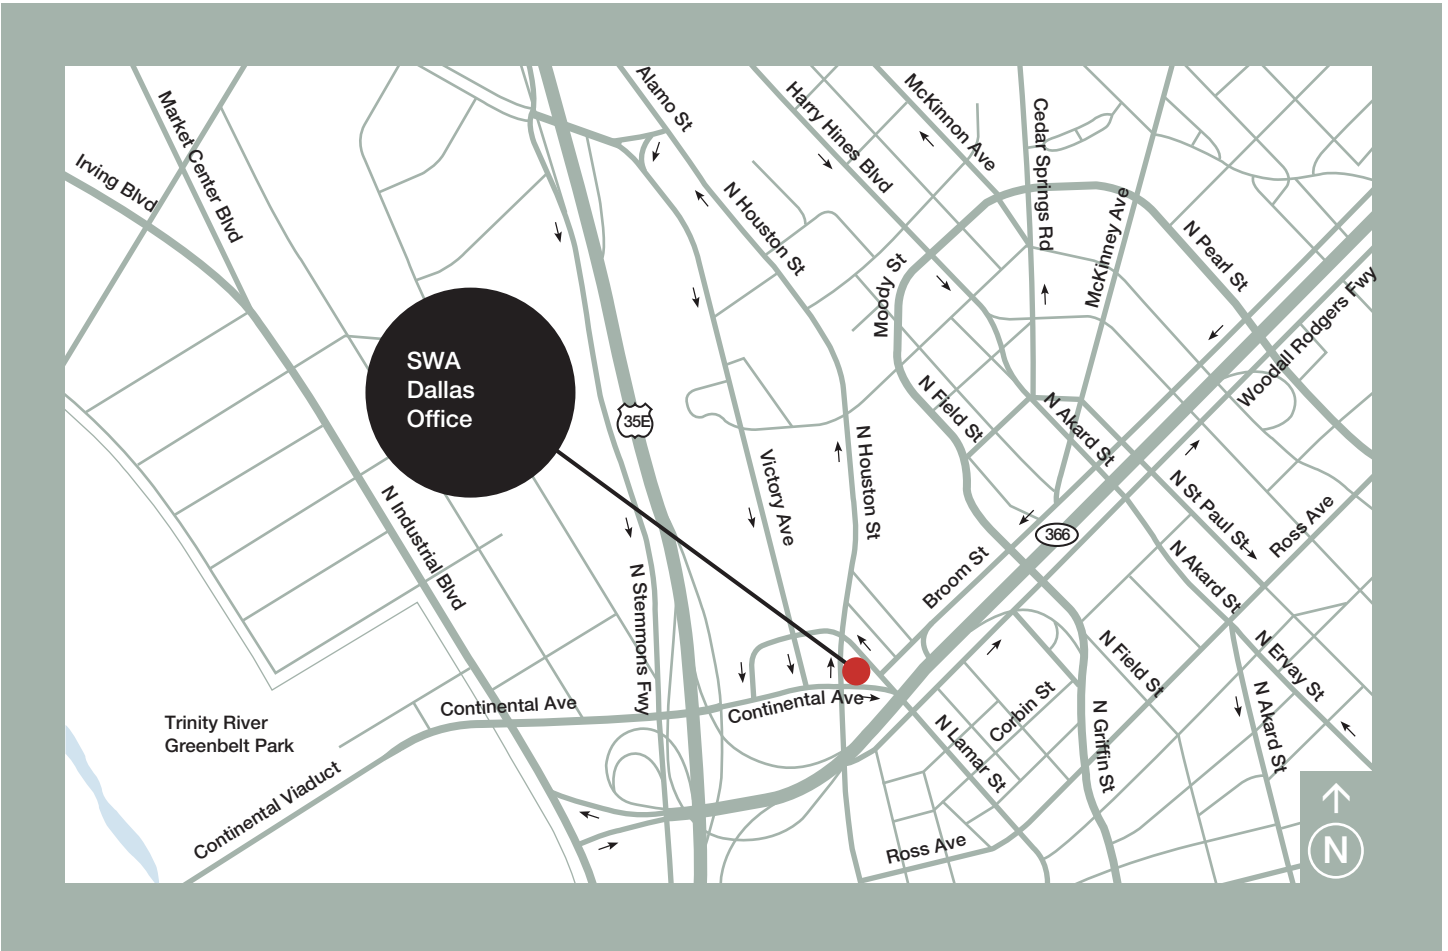 Alamo St
Market Center Blvd
Irving Blvd
Harry Hines Blvd
McKinnon Ave
Cedar Springs Rd
McKinney Ave
N Houston St
N Pearl St
Moody St
Woodall Rodgers Fwy
SWA
Dallas
Office
35E
N Field St
N Akard St
N Houston St
Victory Ave
N Industrial Blvd
N St Paul St
Ross Ave
366
N Stemmons Fwy
Broom St
N Akard St
N Field St
N Ervay St
Continental Ave
Continental Ave
Corbin St
N Akard St
N Griffin St
N Lamar St
Trinity River
Greenbelt Park
Continental Viaduct
Ross Ave
N